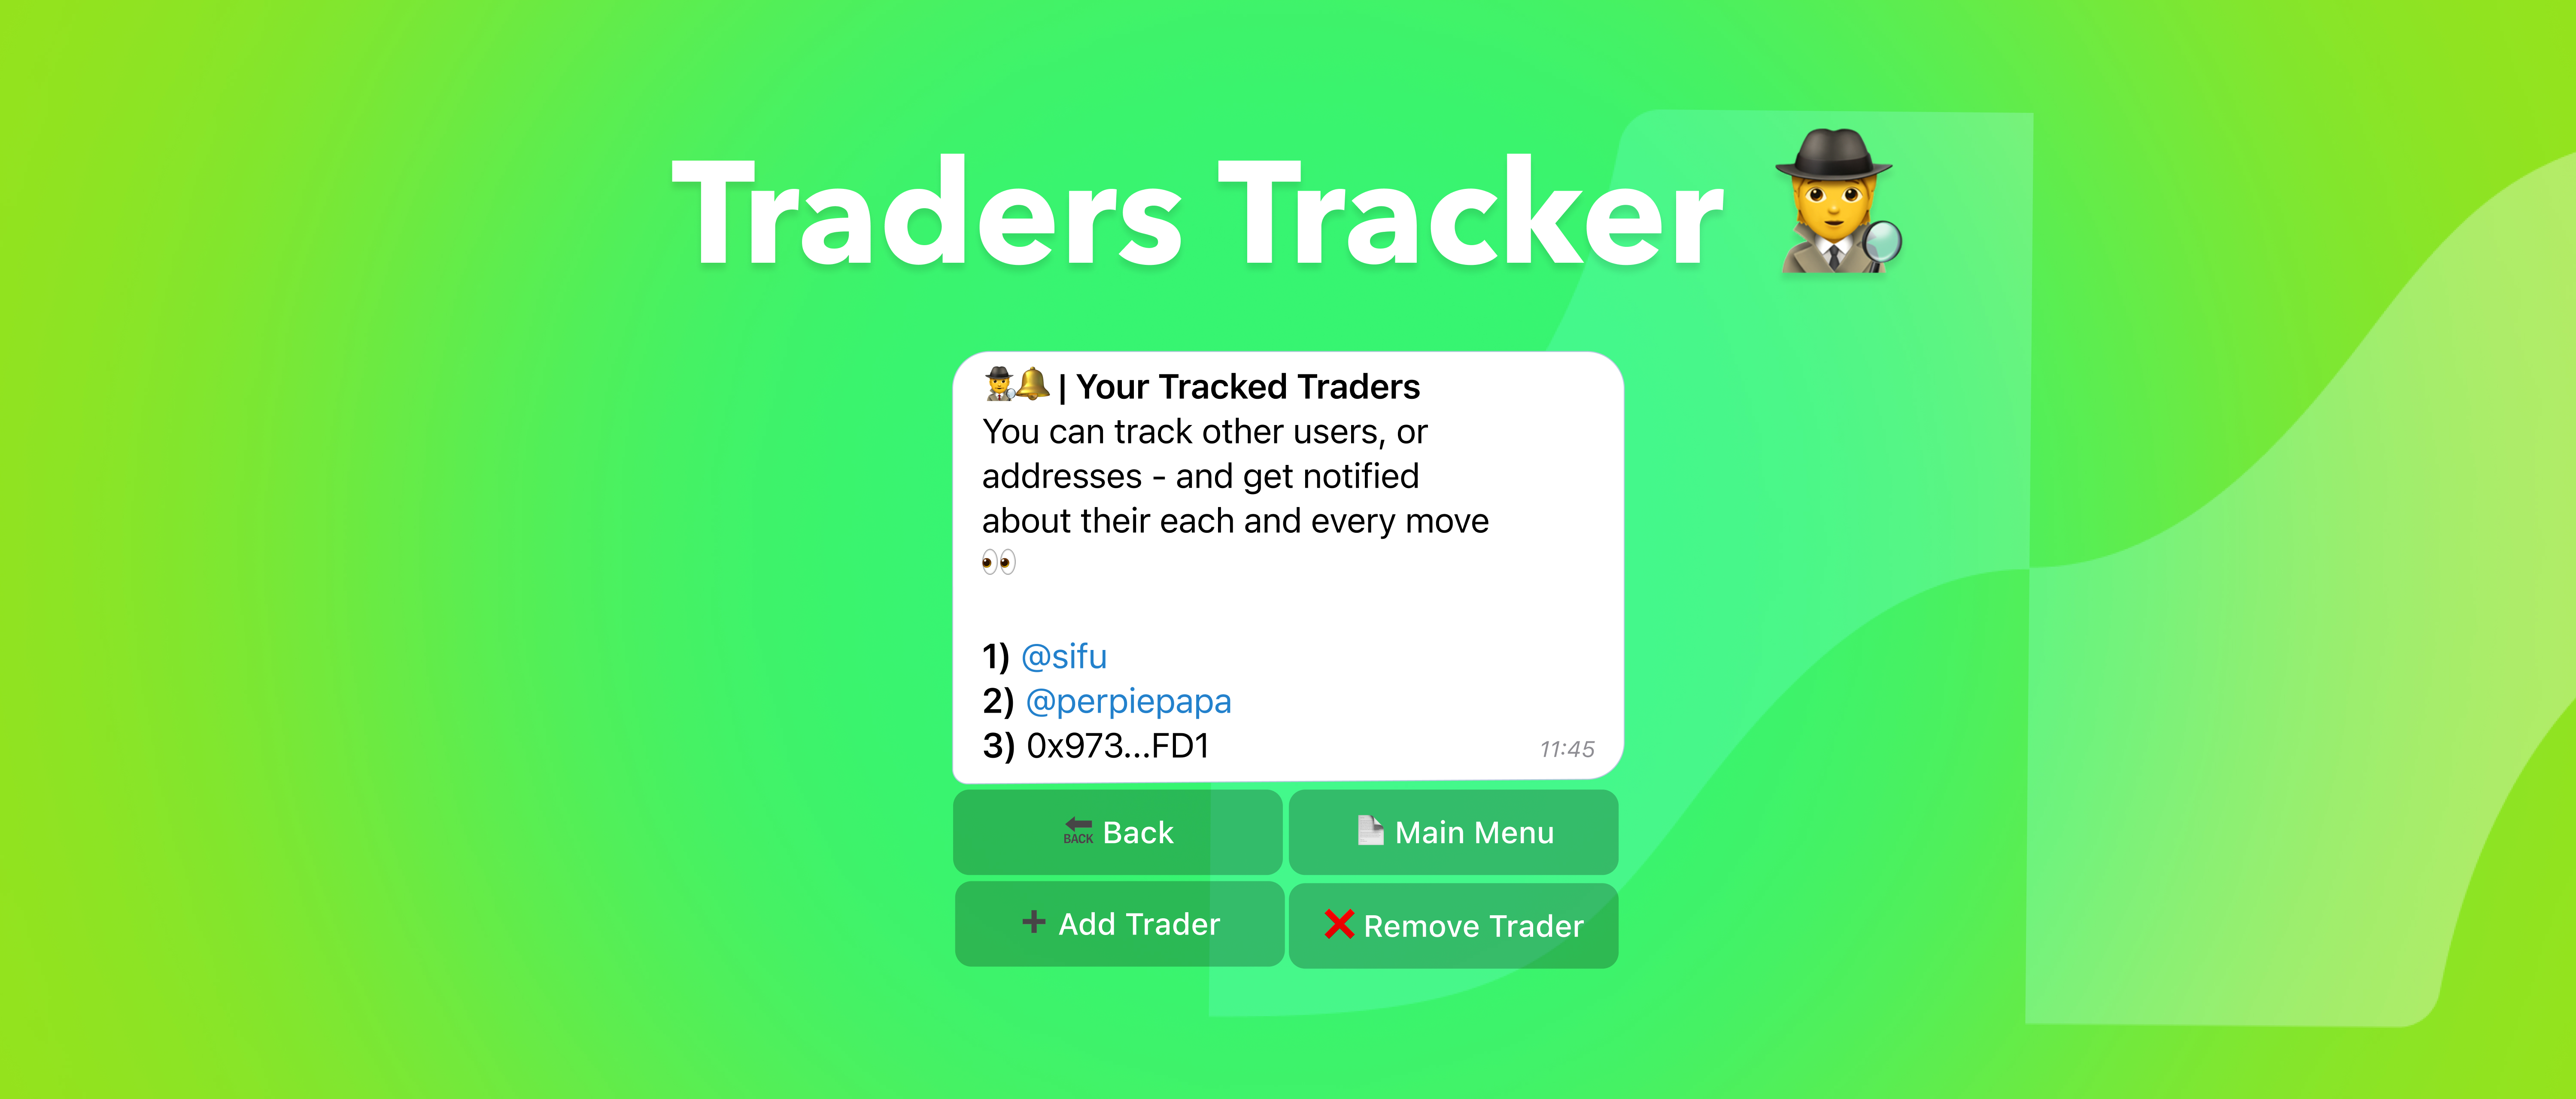 Traders Tracker 🕵️
🕵️🔔 | Your Tracked Traders
You can track other users, or
addresses - and get notified
about their each and every move
👀
1) @sifu
2) @perpiepapa
3) 0x973...FD1
11:45
🔙 Back
📄 Main Menu
➕ Add Trader
❌ Remove Trader